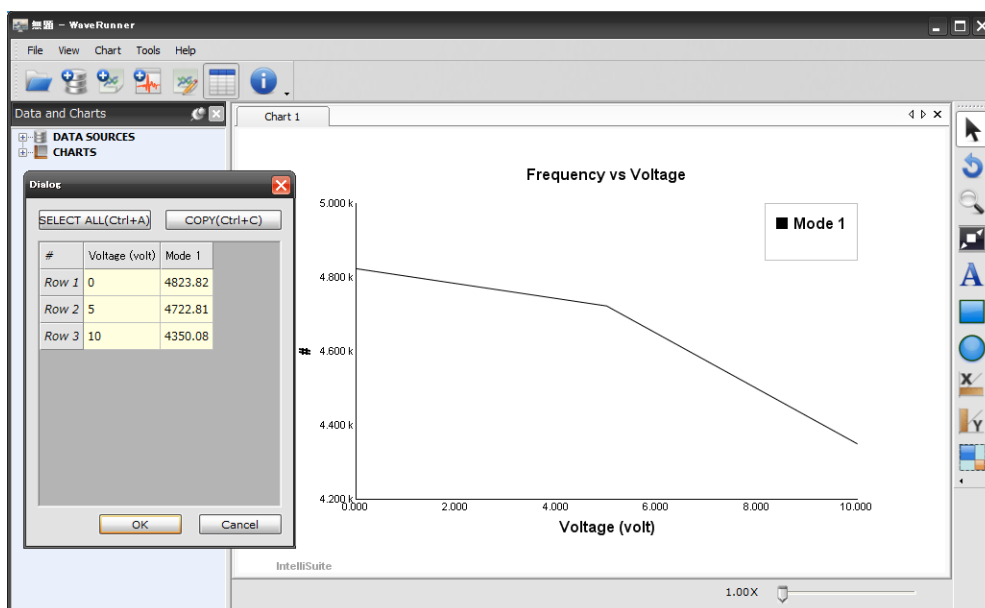 無題 - WaveRunner
File View Chart Tools Help
Data and Charts
DATA SOURCES
CHARTS
Chart 1
Dialog
SELECT ALL(Ctrl+A) COPY(Ctrl+C)
# Voltage (volt) Mode 1
Row 1 0 4823.82
Row 2 5 4722.81
Row 3 10 4350.08
OK Cancel
Frequency vs Voltage
Mode 1
5.000 k
4.800 k
4.600 k
4.400 k
4.200 k
#
0.000 2.000 4.000 6.000 8.000 10.000
Voltage (volt)
IntelliSuite
1.00X
A
X
Y